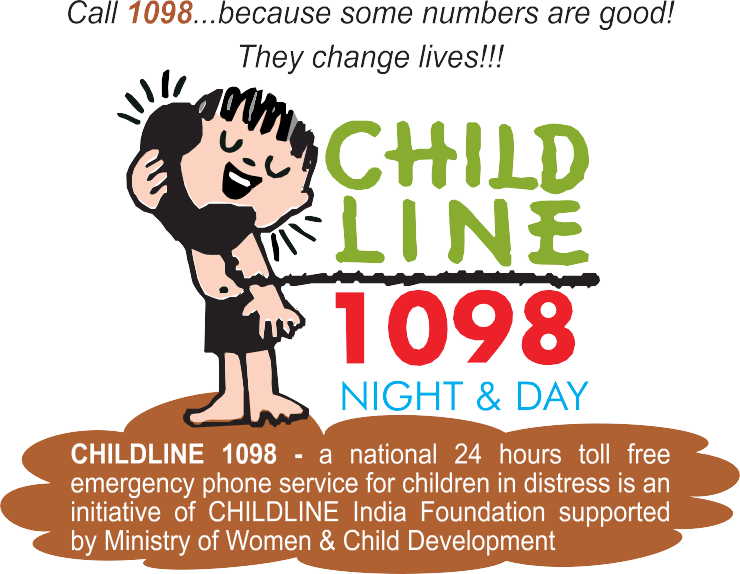 Call 1098...because some numbers are good!
They change lives!!!
CHILD
LINE
1098
NIGHT & DAY
CHILDLINE 1098 - a national 24 hours toll free
emergency phone service for children in distress is an
initiative of CHILDLINE India Foundation supported
by Ministry of Women & Child Development